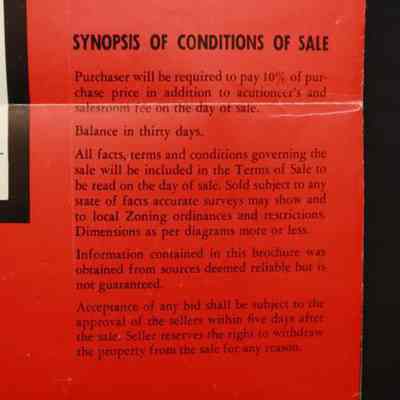 SYNOPSIS OF CONDITIONS OF SALE
Purchaser will be required to pay 10% of pur-
chase price in addition to acutioneer's and
salesroom fee on the day of sale.
Balance in thirty days.
All facts, terms and conditions governing the
sale will be included in the Terms of Sale to
be read on the day of sale. Sold subject to any
state of facts accurate surveys may show and
to local Zoning ordinances and restrictions.
Dimensions as per diagrams more or less.
Information contained in this brochure was
obtained from sources deemed reliable but is
not guaranteed.
Acceptance of any bid shall be subject to the
approval of the sellers within five days after
the sale. Seller reserves the right to withdraw
the property from the sale for any reason.